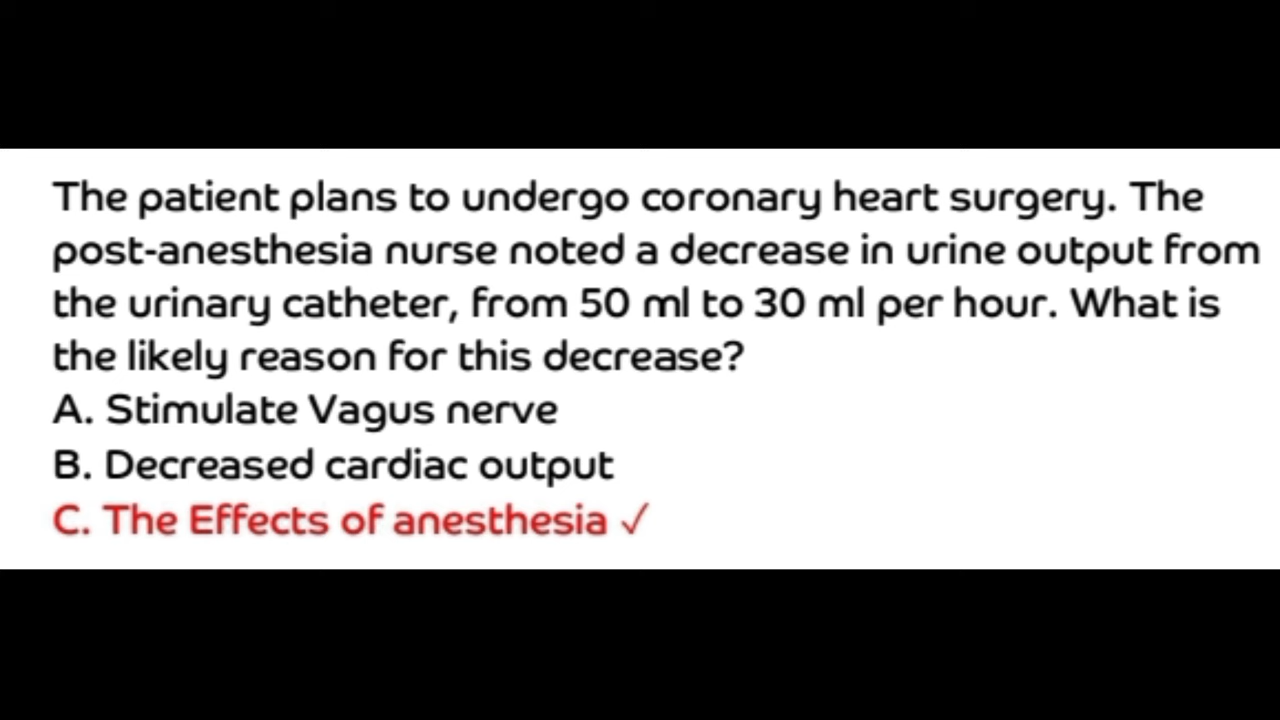 The patient plans to undergo coronary heart surgery. The
post-anesthesia nurse noted a decrease in urine output from
the urinary catheter, from 50 ml to 30 ml per hour. What is
the likely reason for this decrease?
A. Stimulate Vagus nerve
B. Decreased cardiac output
C. The Effects of anesthesia ✓